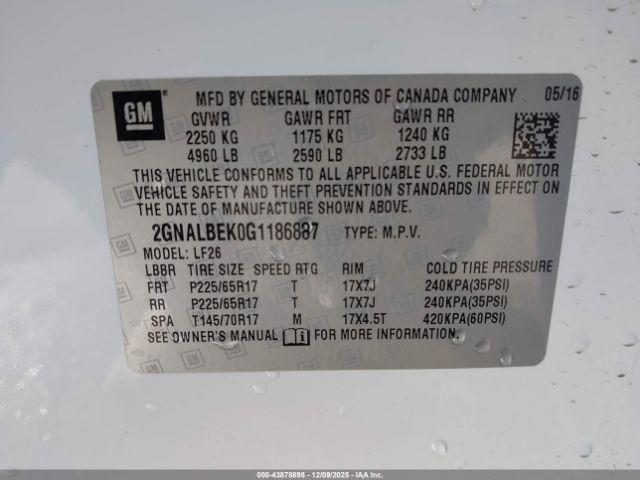 GM ® MFD BY GENERAL MOTORS OF CANADA COMPANY 05/16
GVWR GAWR FRT GAWR RR
2250 KG 1175 KG 1240 KG
4960 LB 2590 LB 2733 LB
THIS VEHICLE CONFORMS TO ALL APPLICABLE U.S. FEDERAL MOTOR
VEHICLE SAFETY AND THEFT PREVENTION STANDARDS IN EFFECT ON
THE DATE OF MANUFACTURE SHOWN ABOVE.
2GNALBEK0G1186887 TYPE: M.P.V.
MODEL: LF26
LBBR TIRE SIZE SPEED RTG RIM COLD TIRE PRESSURE
FRT P225/65R17 T 17X7J 240KPA(35PSI)
RR P225/65R17 T 17X7J 240KPA(35PSI)
SPA T145/70R17 M 17X4.5T 420KPA(60PSI)
SEE OWNER'S MANUAL FOR MORE INFORMATION.
000-43878898 - 12/09/2025 - IAAI.COM